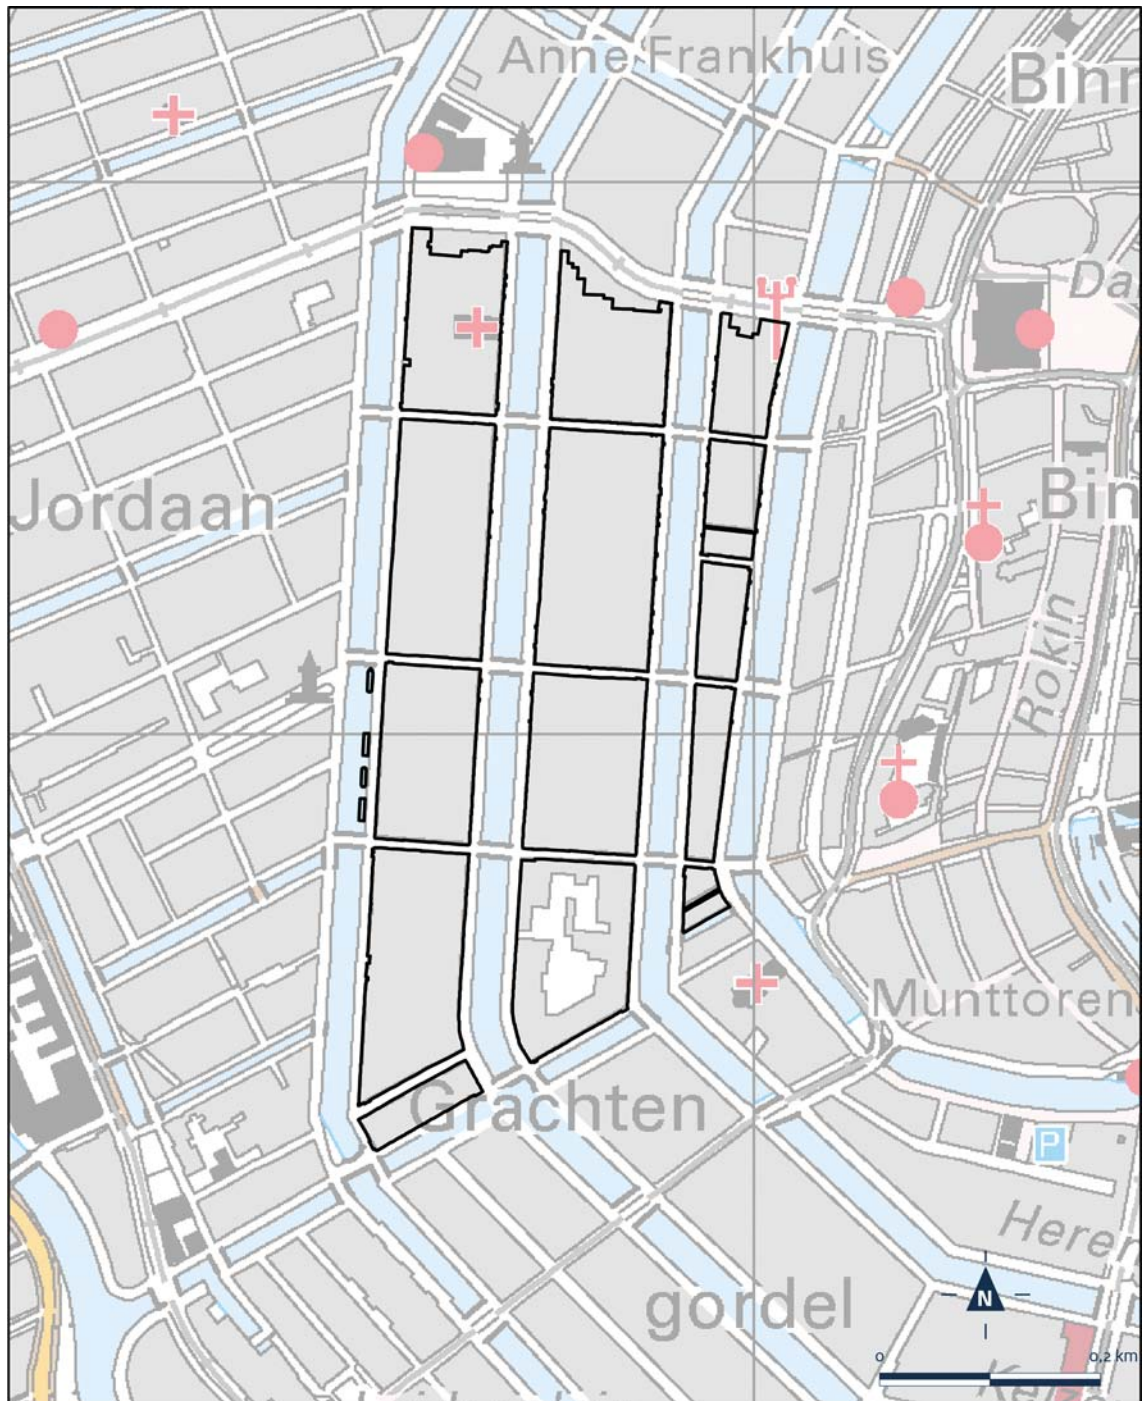 Anne Frankhuis
Binn
Da
Jordaan
Bin
Rokin
Munttoren
Grachten
P
Here
gordel
N
0
0,2 km